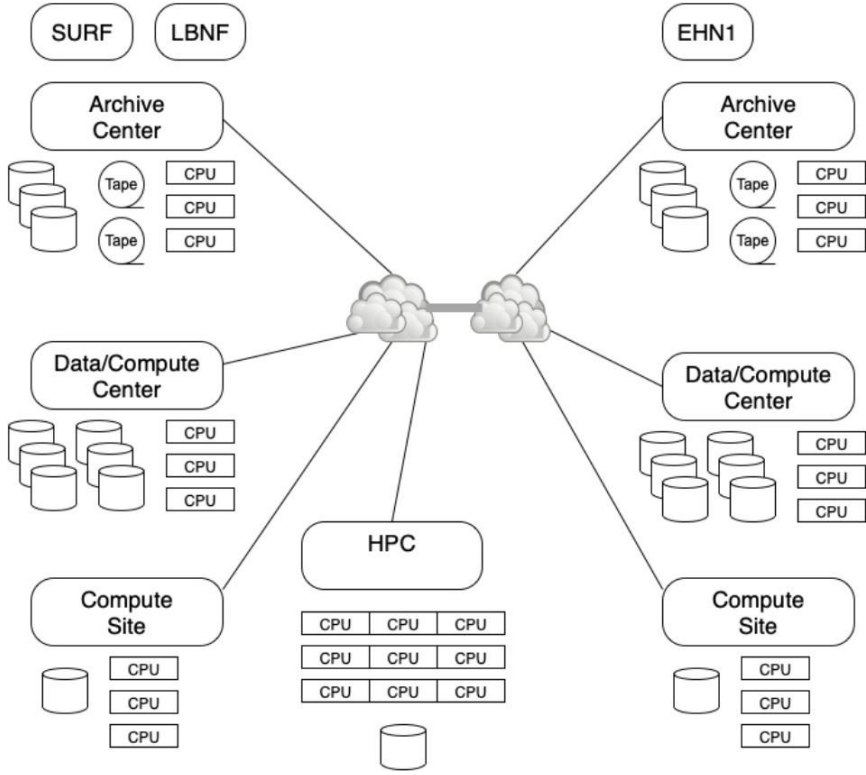 SURF
LBNF
EHN1
Archive
Center
Archive
Center
Tape
CPU
CPU
Tape
CPU
Tape
CPU
CPU
Tape
CPU
Data/Compute
Center
CPU
CPU
CPU
Data/Compute
Center
CPU
CPU
CPU
HPC
CPU CPU CPU
CPU CPU CPU
CPU CPU CPU
Compute
Site
CPU
CPU
CPU
Compute
Site
CPU
CPU
CPU